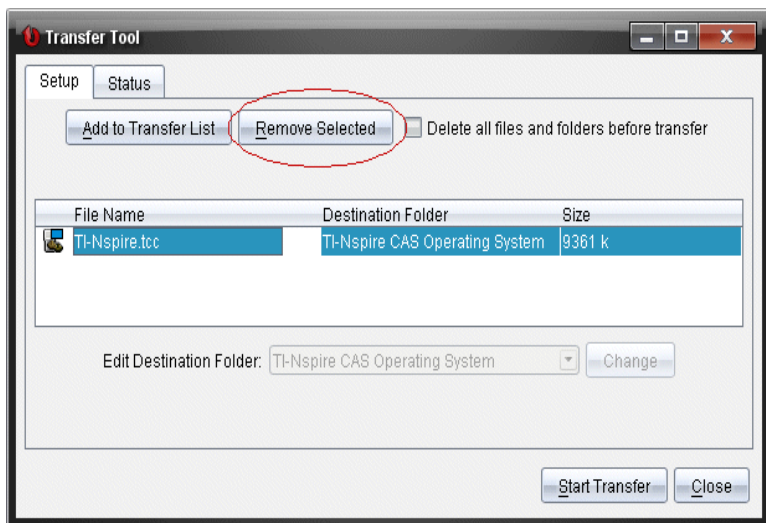 Transfer Tool
Setup Status
Add to Transfer List Remove Selected Delete all files and folders before transfer
File Name Destination Folder Size
TI-Nspire.tcc TI-Nspire CAS Operating System 9361 k
Edit Destination Folder: TI-Nspire CAS Operating System Change
Start Transfer Close